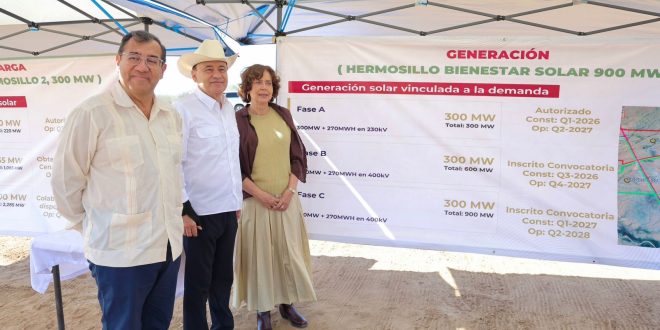 ARGA
MOSILLO 2, 300 MW)
solar
GENERACIÓN
( HERMOSILLO BIENESTAR SOLAR 900 MW
Generación solar vinculada a la demanda
Fase A
300MW + 270MWH en 230kV
300 MW
Total: 300 MW
Autorizado
Const: Q1-2026
Op: Q2-2027
Fase B
MW + 270MWH en 400kV
300 MW
Total: 600 MW
Inscrito Convocatoria
Const: Q3-2026
Op: Q4-2027
Fase C
MW + 270MWH en 400kV
300 MW
Total: 900 MW
Inscrito Convocatoria
Const: Q1-2027
Op: Q2-2028